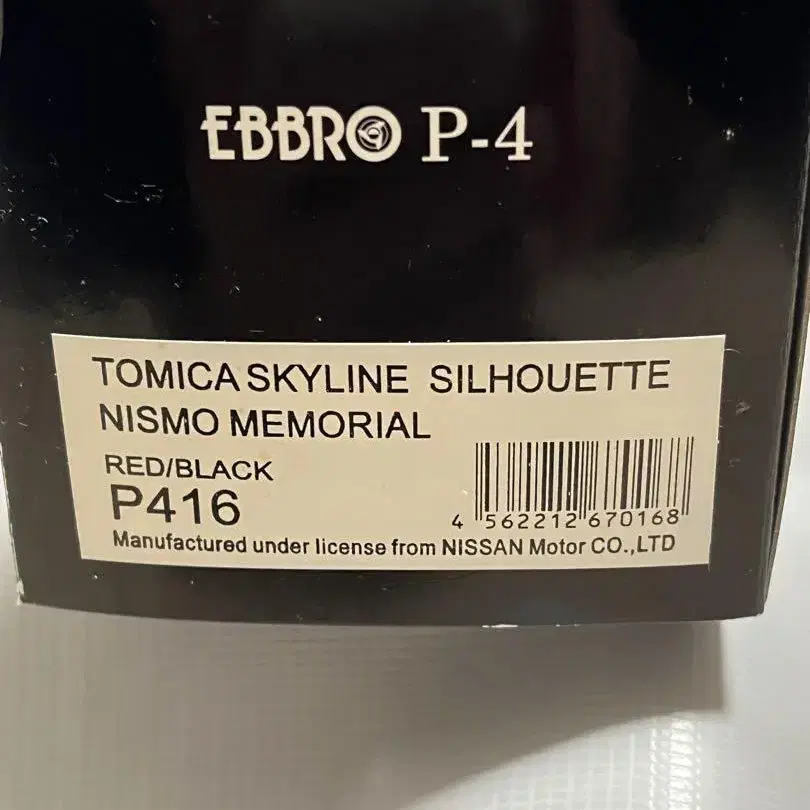 EBBRO P-4
TOMICA SKYLINE SILHOUETTE
NISMO MEMORIAL
RED/BLACK
P416
4 562212 670168
Manufactured under license from NISSAN Motor CO.,LTD